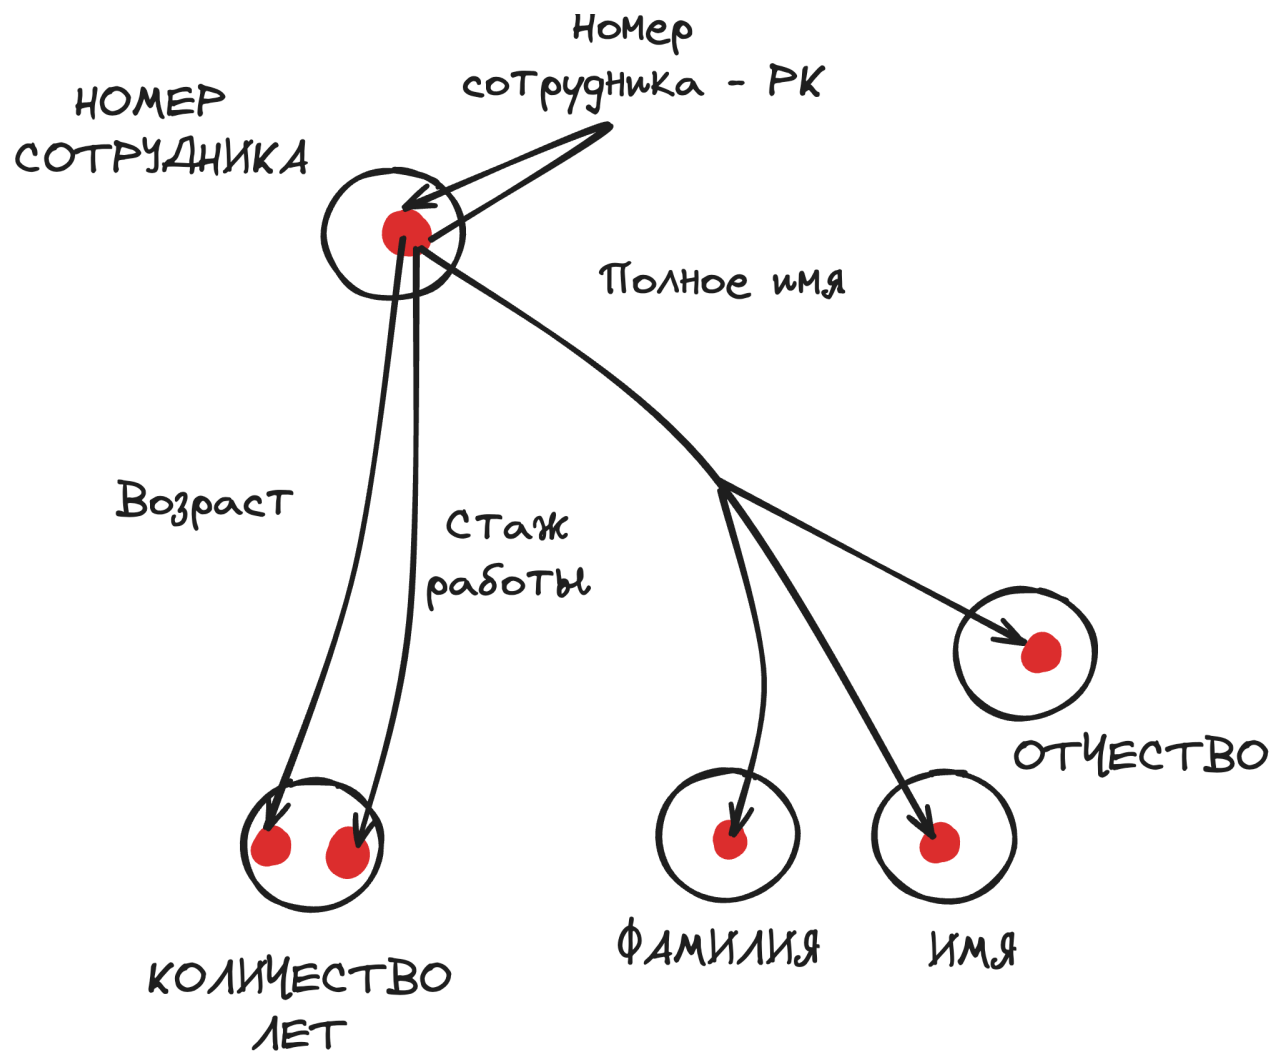 Номер
сотрудника - PK
НОМЕР
СОТРУДНИКА
Полное имя
Возраст
Стаж
работы
ОТЧЕСТВО
ФАМИЛИЯ
ИМЯ
КОЛИЧЕСТВО
ЛЕТ